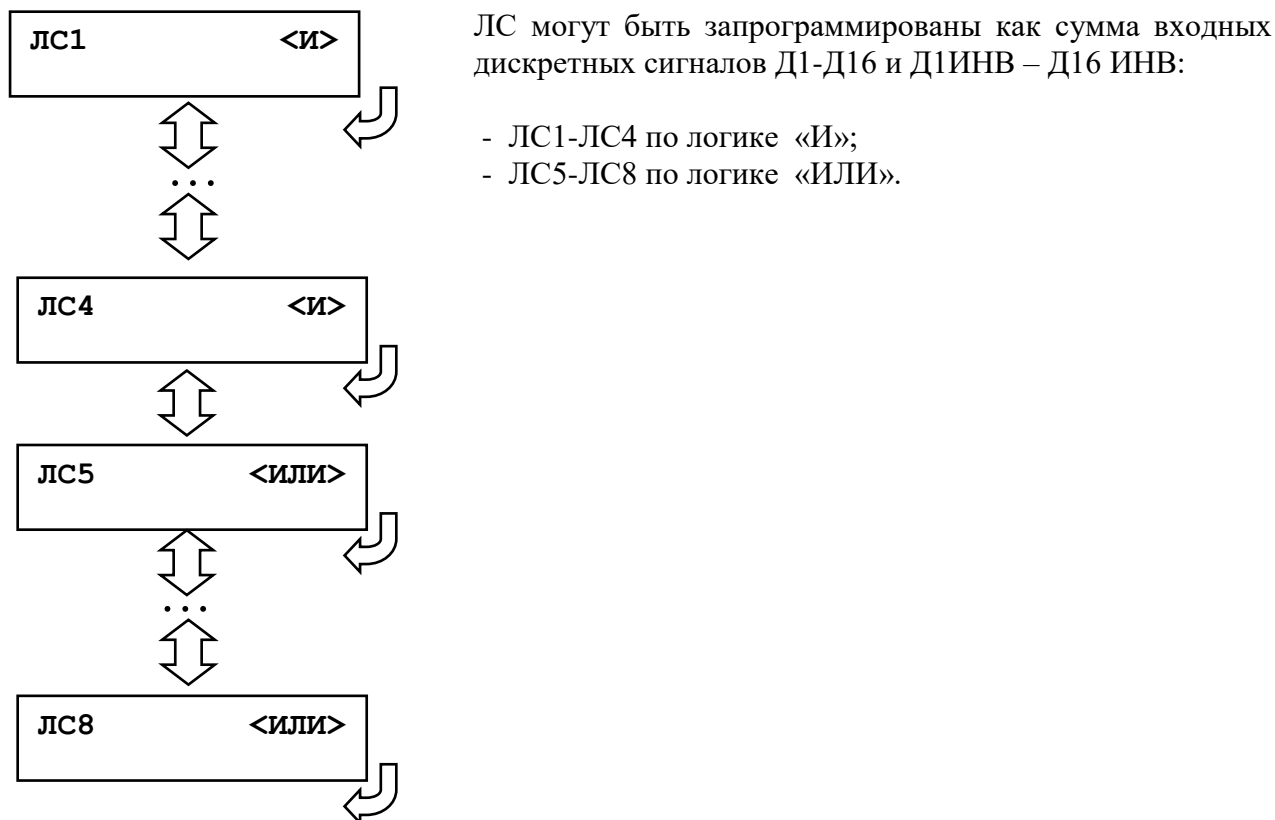 ЛС1 <И>
ЛС могут быть запрограммированы как сумма входных
дискретных сигналов Д1-Д16 и Д1ИНВ – Д16 ИНВ:
- ЛС1-ЛС4 по логике «И»;
- ЛС5-ЛС8 по логике «ИЛИ».
...
ЛС4 <И>
ЛС5 <ИЛИ>
...
ЛС8 <ИЛИ>